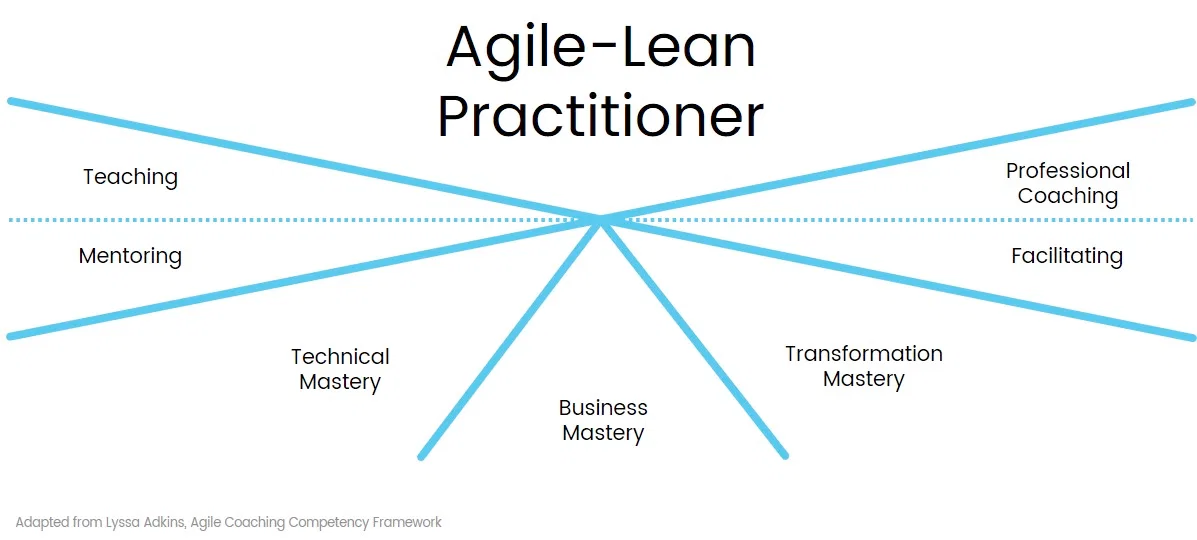 Agile-Lean
Practitioner
Teaching
Professional
Coaching
Mentoring
Facilitating
Technical
Mastery
Transformation
Mastery
Business
Mastery
Adapted from Lyssa Adkins, Agile Coaching Competency Framework